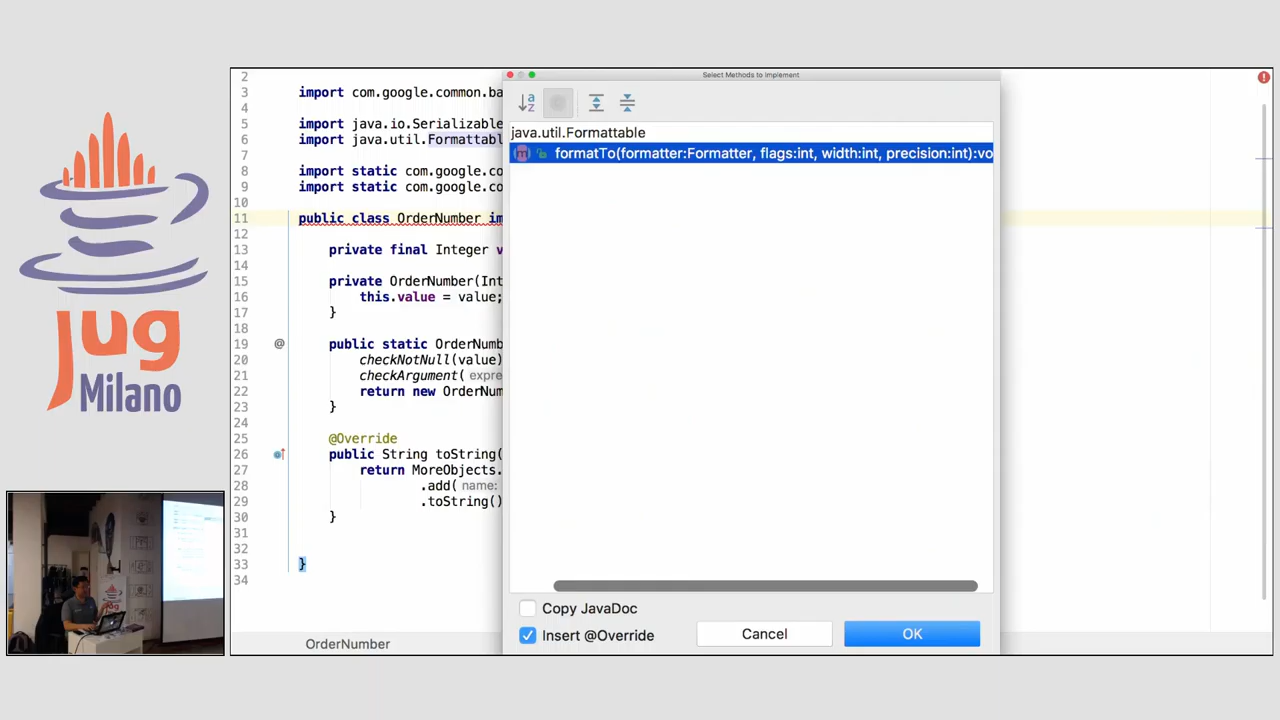 jug
Milano
Select Methods to Implement
java.util.Formattable
formatTo(formatter:Formatter, flags:int, width:int, precision:int):vo
Copy JavaDoc
Insert @Override
Cancel
OK
2
3 import com.google.common.ba
4
5 import java.io.Serializable
6 import java.util.Formattabl
7
8 import static com.google.co
9 import static com.google.co
10
11 public class OrderNumber im
12
13 private final Integer v
14
15 private OrderNumber(Int
16 this.value = value;
17 }
18
19 @ public static OrderNumb
20 checkNotNull(value)
21 checkArgument( expre
22 return new OrderNum
23 }
24
25 @Override
26 public String toString(
27 return MoreObjects.
28 .add( name:
29 .toString()
30 }
31
32
33 }
34
OrderNumber
jug